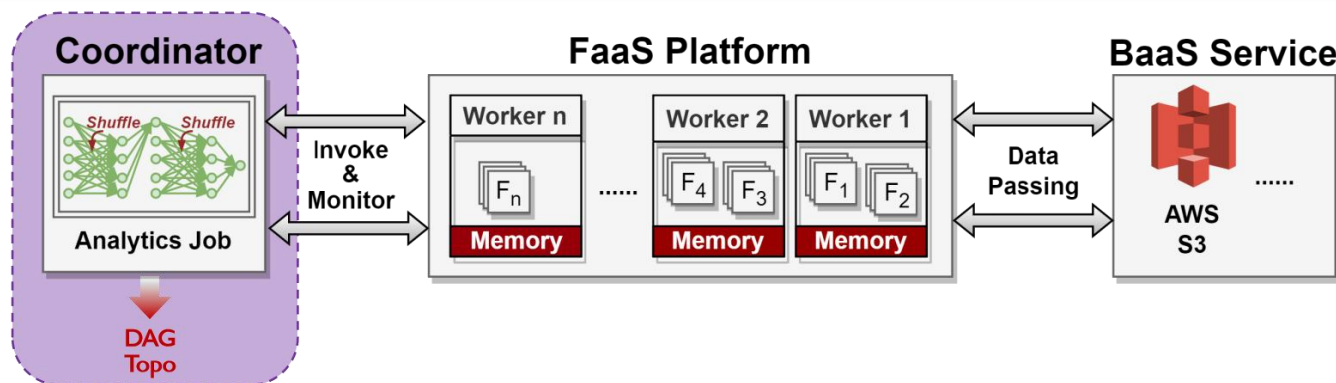 Coordinator
Shuffle Shuffle
Analytics Job
DAG
Topo
Invoke
&
Monitor
FaaS Platform
Worker n
Worker 2
Worker 1
Fn
......
F4
F3
F1
F2
Memory
Memory
Memory
Data
Passing
BaaS Service
AWS
S3
......